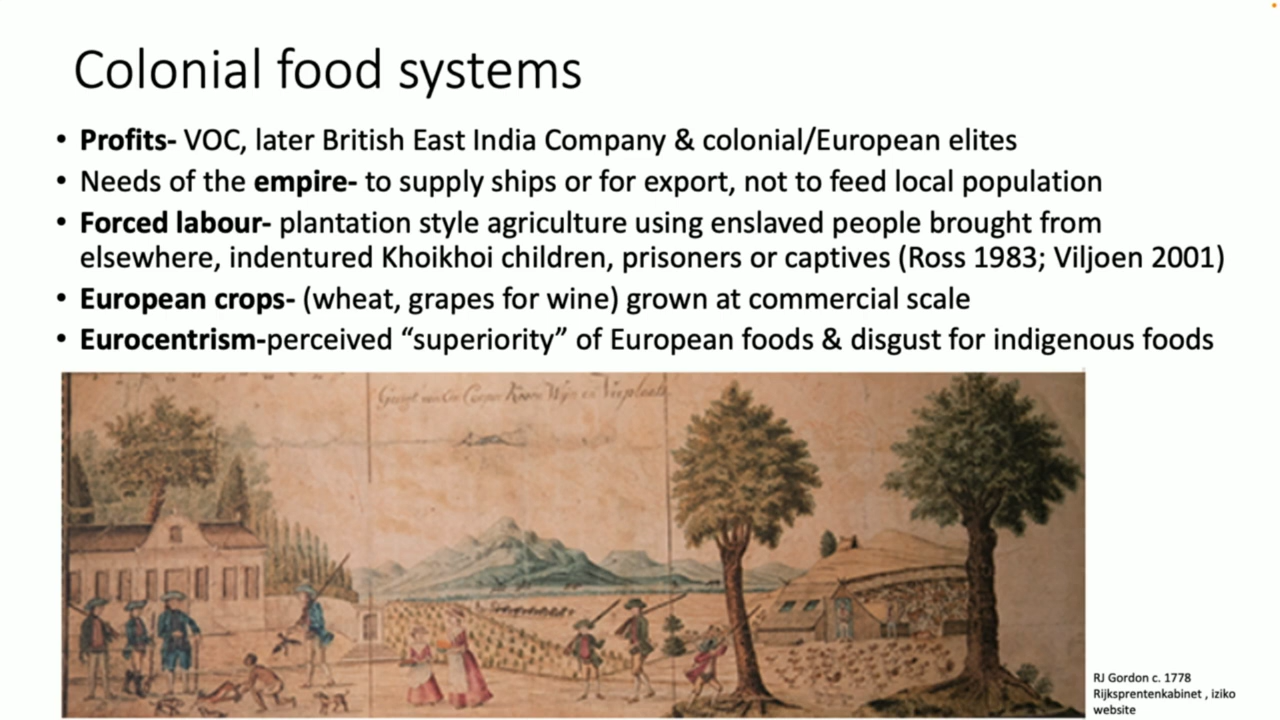 Colonial food systems
• Profits- VOC, later British East India Company & colonial/European elites
• Needs of the empire- to supply ships or for export, not to feed local population
• Forced labour- plantation style agriculture using enslaved people brought from
elsewhere, indentured Khoikhoi children, prisoners or captives (Ross 1983; Viljoen 2001)
• European crops- (wheat, grapes for wine) grown at commercial scale
• Eurocentrism-perceived “superiority” of European foods & disgust for indigenous foods
RJ Gordon c. 1778
Rijksprentenkabinet , iziko
website